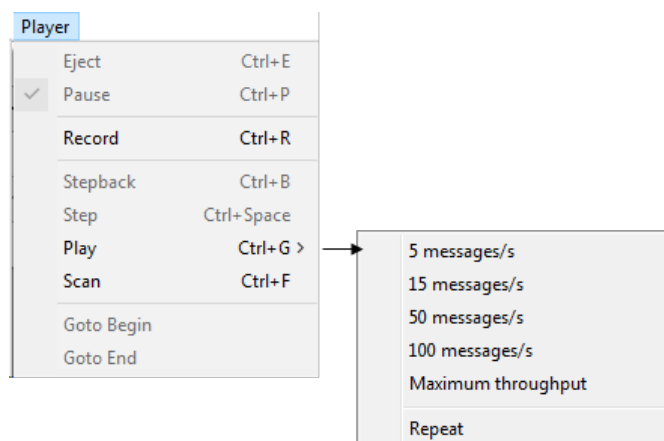 Player
Eject Ctrl+E
Pause Ctrl+P
Record Ctrl+R
Stepback Ctrl+B
Step Ctrl+Space
Play Ctrl+G >
Scan Ctrl+F
Goto Begin
Goto End
5 messages/s
15 messages/s
50 messages/s
100 messages/s
Maximum throughput
Repeat